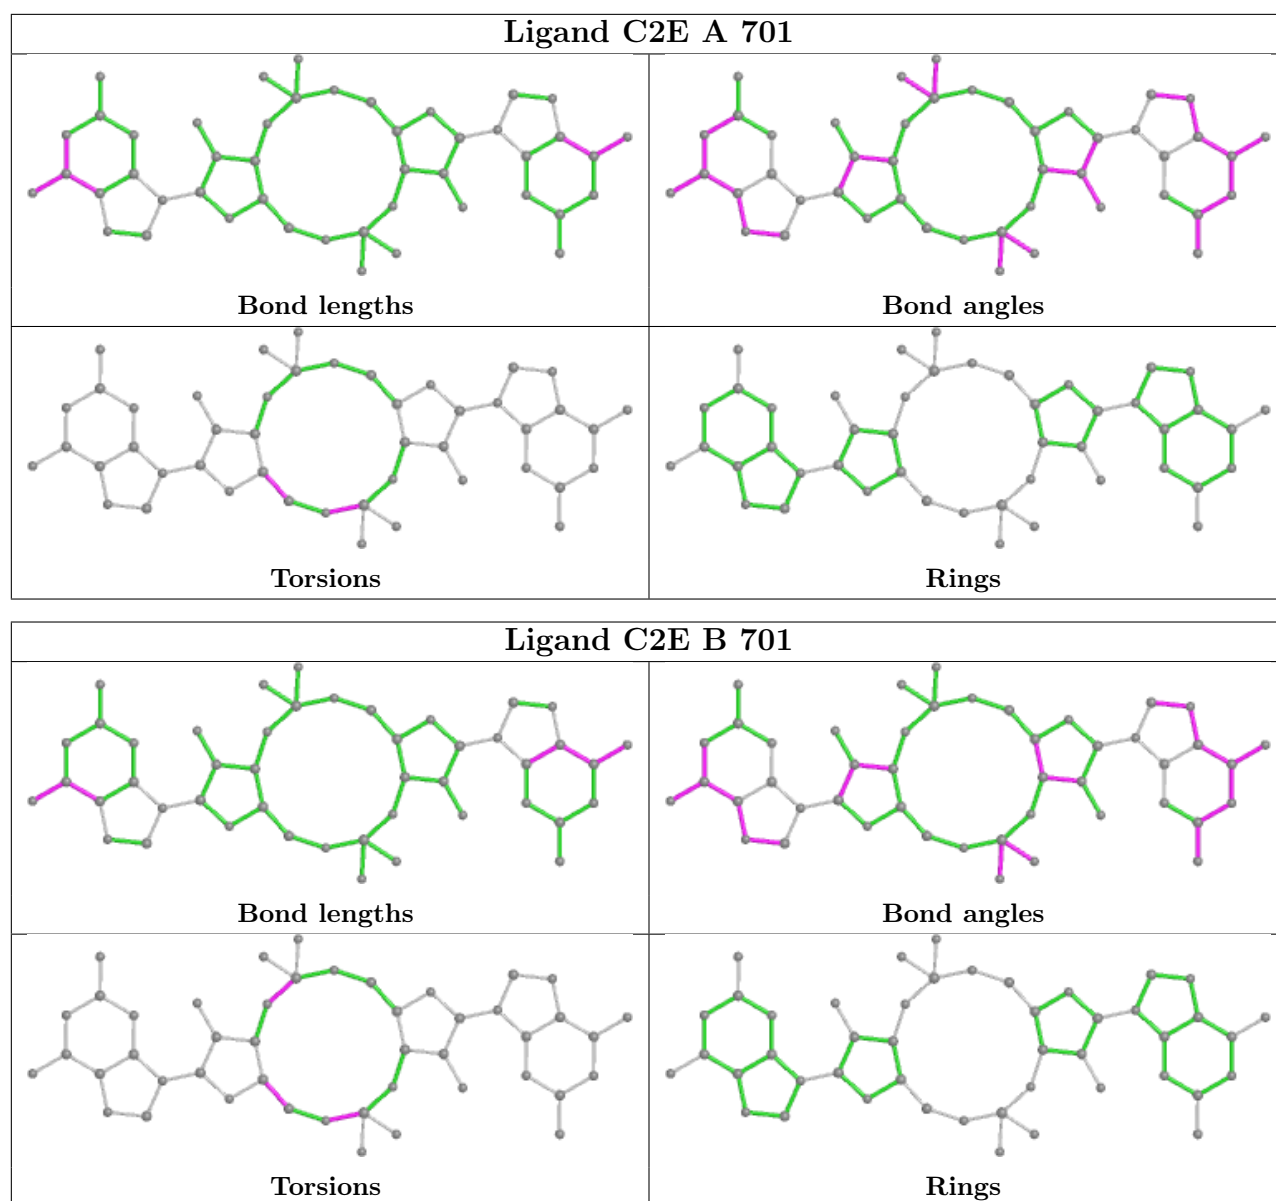 Ligand C2E A 701
Bond lengths
Bond angles
Torsions
Rings
Ligand C2E B 701
Bond lengths
Bond angles
Torsions
Rings